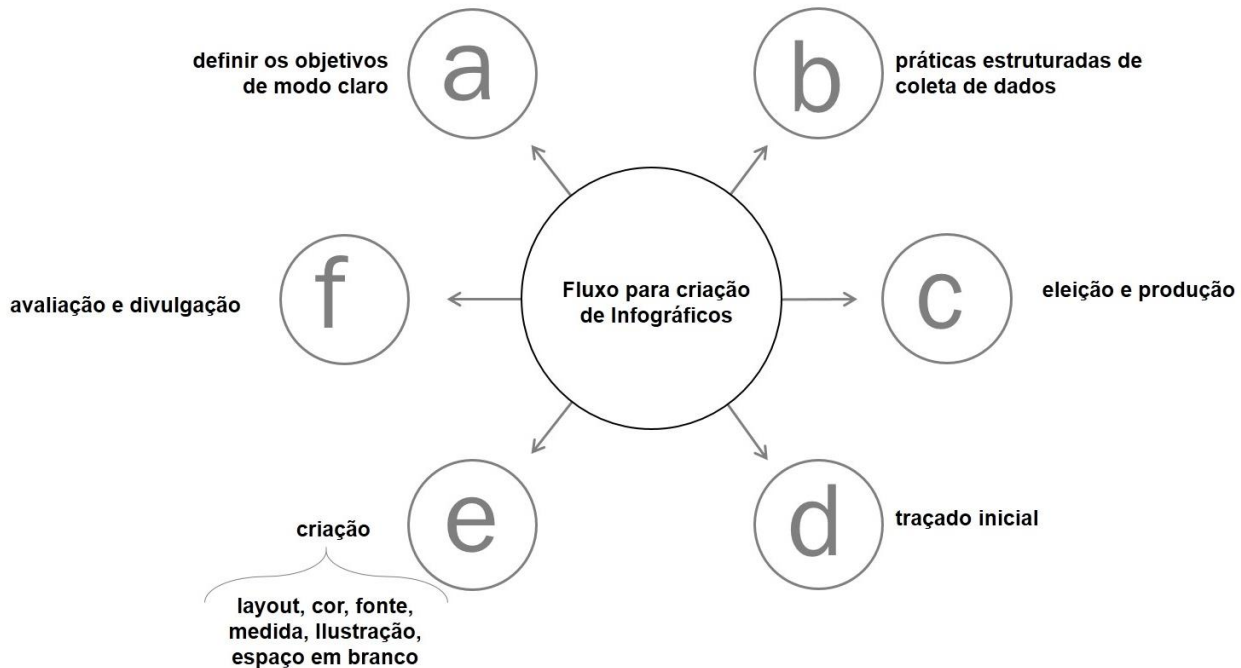 a
definir os objetivos
de modo claro
b
práticas estruturadas de
coleta de dados
Fluxo para criação
de Infográficos
c
eleição e produção
d
traçado inicial
e
criação
layout, cor, fonte,
medida, Ilustração,
espaço em branco
f
avaliação e divulgação